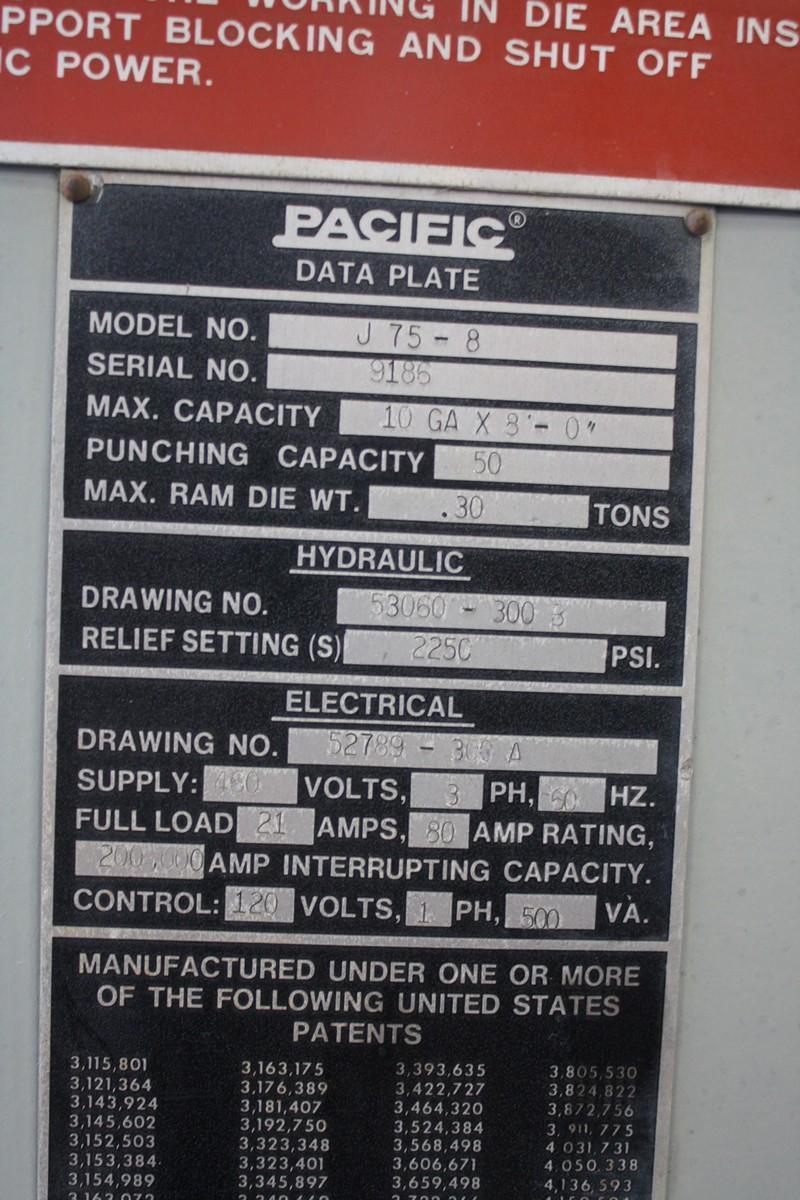 WORKING IN DIE AREA INS
PPORT BLOCKING AND SHUT OFF
IC POWER.
PACIFIC®
DATA PLATE
MODEL NO. J 75 - 8
SERIAL NO. 9186
MAX. CAPACITY 10 GA X 8'- 0"
PUNCHING CAPACITY 50
MAX. RAM DIE WT. .30 TONS
HYDRAULIC
DRAWING NO. 53060 - 300 B
RELIEF SETTING (S) 2250 PSI.
ELECTRICAL
DRAWING NO. 52789 - 300 A
SUPPLY: 460 VOLTS, 3 PH, 60 HZ.
FULL LOAD 21 AMPS, 80 AMP RATING,
200,000 AMP INTERRUPTING CAPACITY.
CONTROL: 120 VOLTS, 1 PH, 500 VA.
MANUFACTURED UNDER ONE OR MORE
OF THE FOLLOWING UNITED STATES
PATENTS
3,115,801 3,163,175 3,393,635 3,805,530
3,121,364 3,176,389 3,422,727 3,824,822
3,143,924 3,181,407 3,464,320 3,872,756
3,145,602 3,192,750 3,524,384 3,911,775
3,152,503 3,323,348 3,568,498 4,031,731
3,153,384 3,323,401 3,606,671 4,050,338
3,154,989 3,345,897 3,659,498 4,136,593